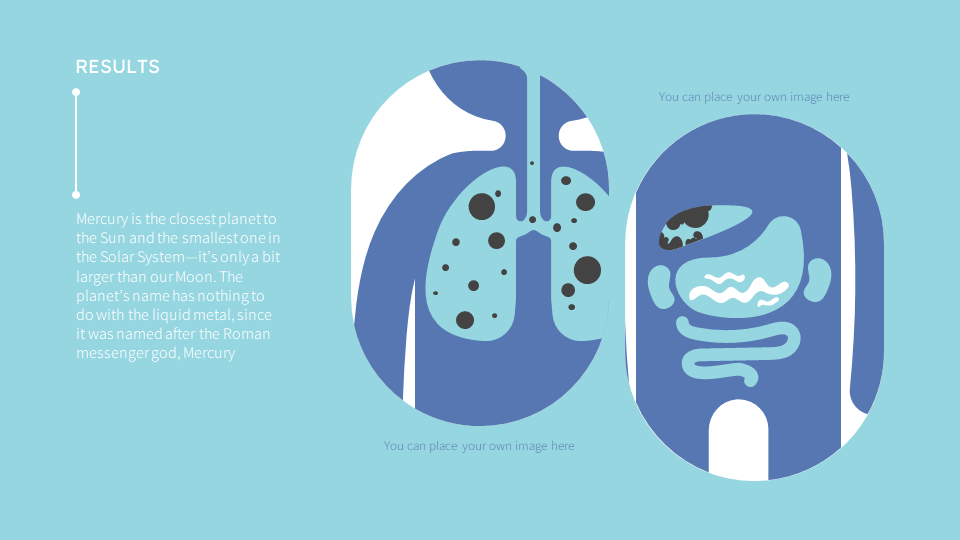 RESULTS
Mercury is the closest planet to
the Sun and the smallest one in
the Solar System—it's only a bit
larger than our Moon. The
planet's name has nothing to
do with the liquid metal, since
it was named after the Roman
messenger god, Mercury
You can place your own image here
You can place your own image here